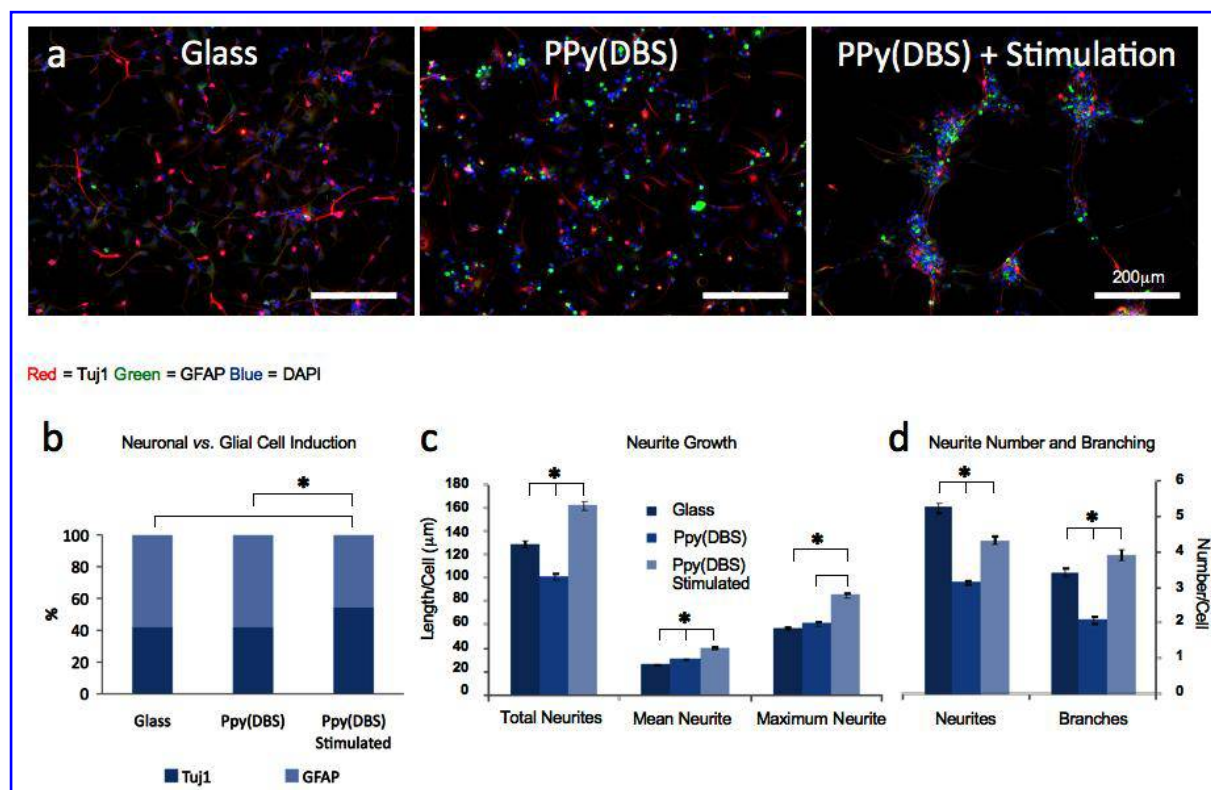 a
Glass
PPy(DBS)
PPy(DBS) + Stimulation
200μm
Red = Tuj1 Green = GFAP Blue = DAPI
b
Neuronal vs. Glial Cell Induction
*
100
80
60
40
20
0
%
Glass
Ppy(DBS)
Ppy(DBS)
Stimulated
Tuj1
GFAP
c
Neurite Growth
180
160
140
120
100
80
60
40
20
0
Length/Cell (μm)
*
*
*
Glass
Ppy(DBS)
Ppy(DBS)
Stimulated
Total Neurites
Mean Neurite
Maximum Neurite
d
Neurite Number and Branching
*
*
6
5
4
3
2
1
0
Number/Cell
Neurites
Branches